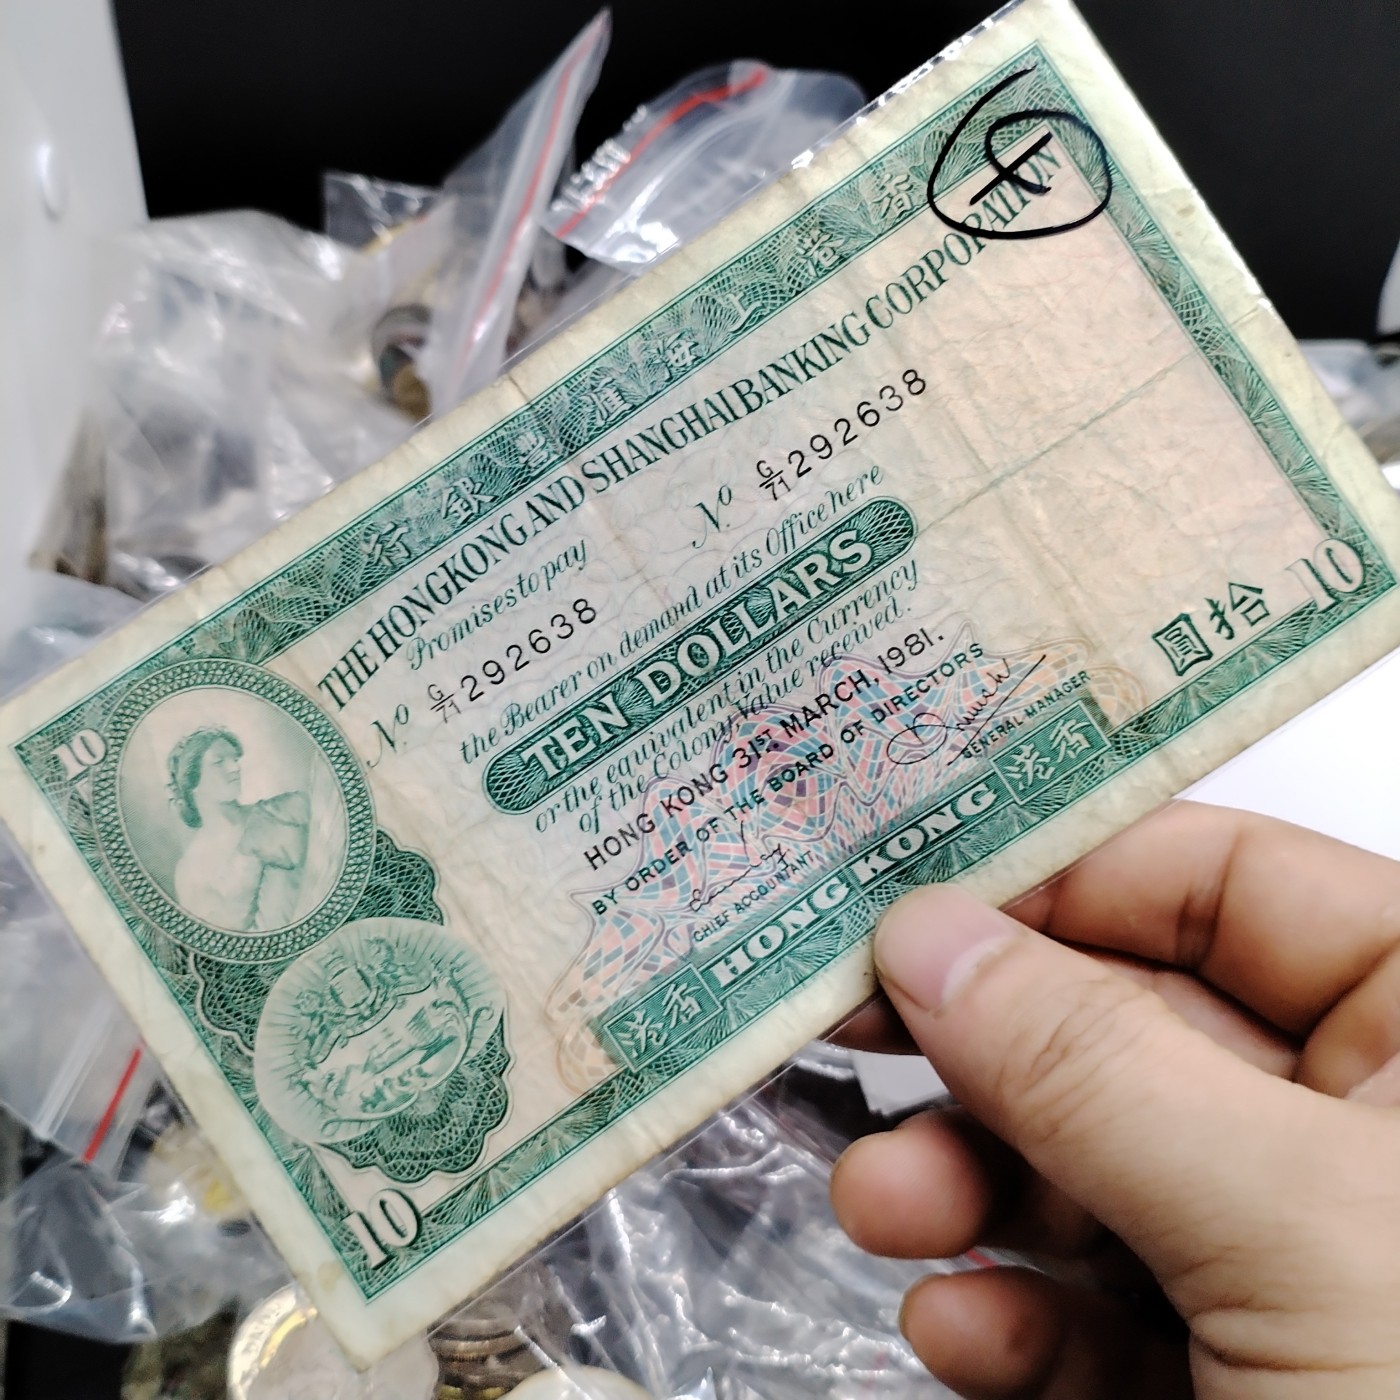 行銀豐滙海上港香
THE HONGKONG AND SHANGHAI BANKING CORPORATION
Promises to pay
No G/71 292638
No G/71 292638
the Bearer on demand at its Office here
TEN DOLLARS
or the equivalent in the Currency
of the Colony Value received.
HONG KONG 31ST MARCH, 1981.
BY ORDER OF THE BOARD OF DIRECTORS
CHIEF ACCOUNTANT
GENERAL MANAGER
港香 HONG KONG 港香
圓拾
10
10
10